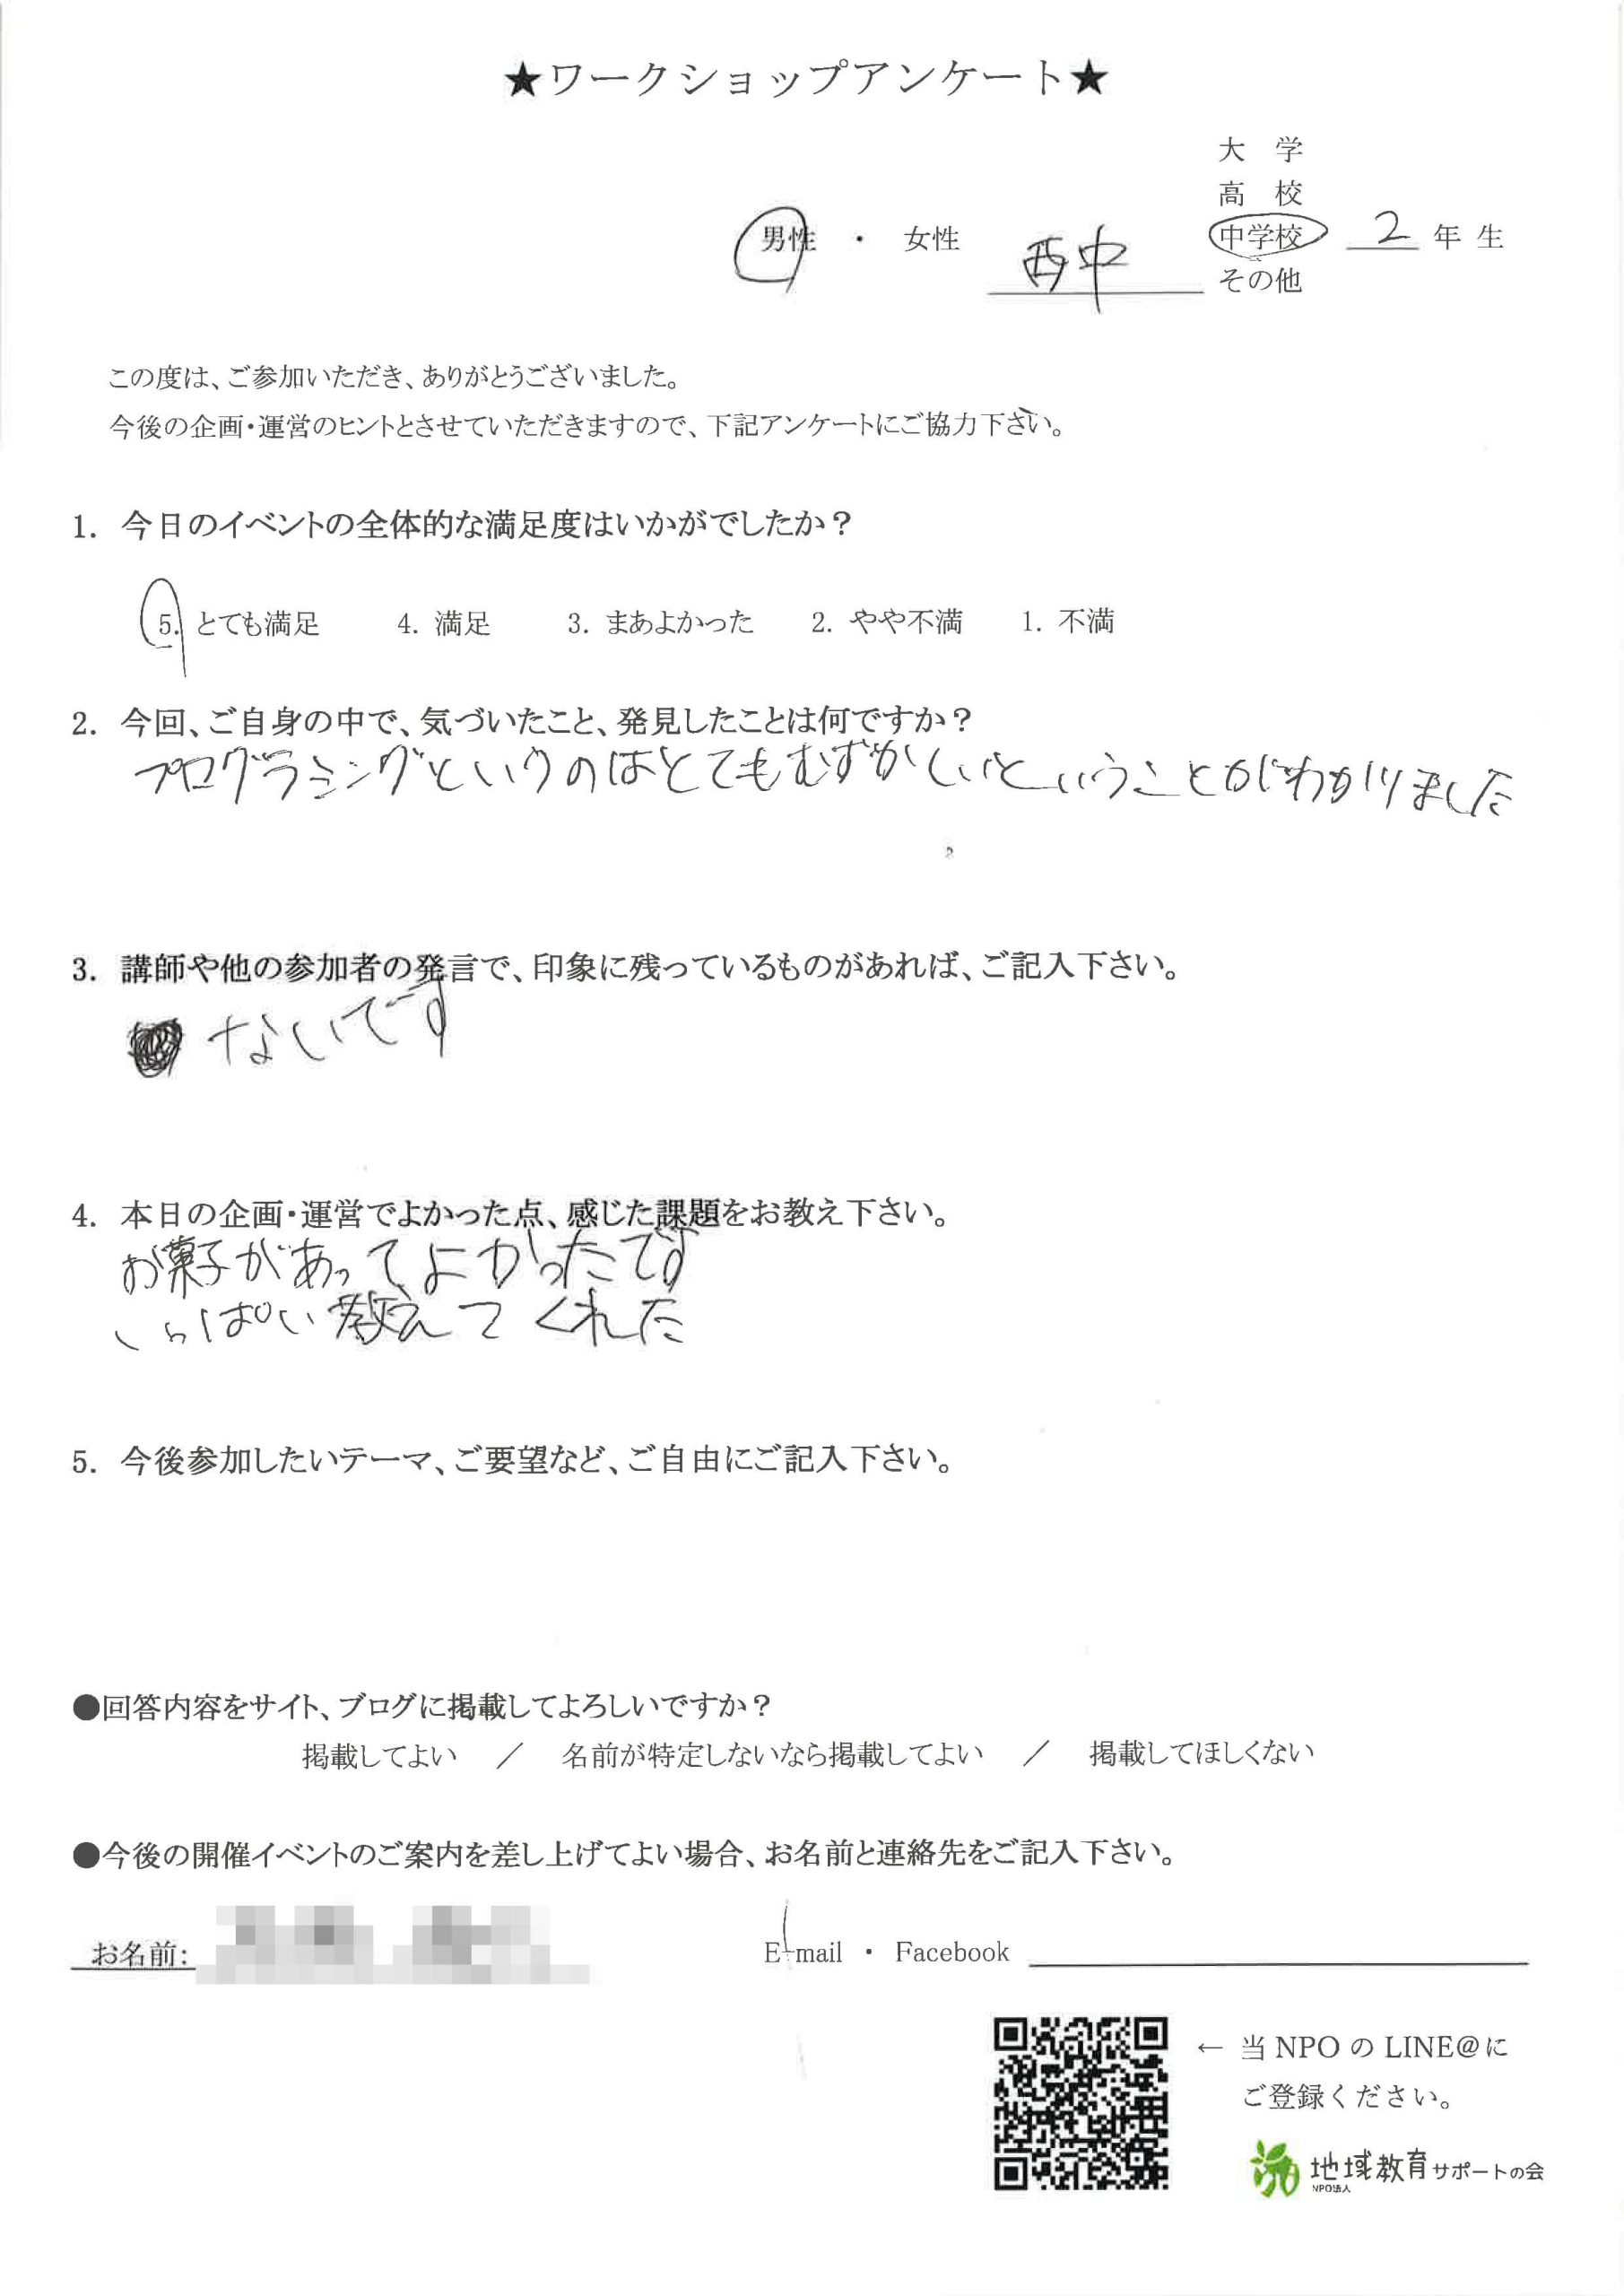 ★ワークショップアンケート★
大 学
高 校
男性 ・ 女性 西中 中学校 2 年 生
その他
この度は、ご参加いただき、ありがとうございました。
今後の企画・運営のヒントとさせていただきますので、下記アンケートにご協力下さい。
1. 今日のイベントの全体的な満足度はいかがでしたか？
5. とても満足 4. 満足 3. まあよかった 2. やや不満 1. 不満
2. 今回、ご自身の中で、気づいたこと、発見したことは何ですか？
プログラミングというのはとてもむずかしいということがわかりました
3. 講師や他の参加者の発言で、印象に残っているものがあれば、ご記入下さい。
ないです
4. 本日の企画・運営でよかった点、感じた課題をお教え下さい。
お菓子があってよかったです
いっぱい教えてくれた
5. 今後参加したいテーマ、ご要望など、ご自由にご記入下さい。
●回答内容をサイト、ブログに掲載してよろしいですか？
掲載してよい ／ 名前が特定しないなら掲載してよい ／ 掲載してほしくない
●今後の開催イベントのご案内を差し上げてよい場合、お名前と連絡先をご記入下さい。
お名前: E-mail ・ Facebook
← 当 NPO の LINE@に
ご登録ください。
地域教育サポートの会
NPO法人